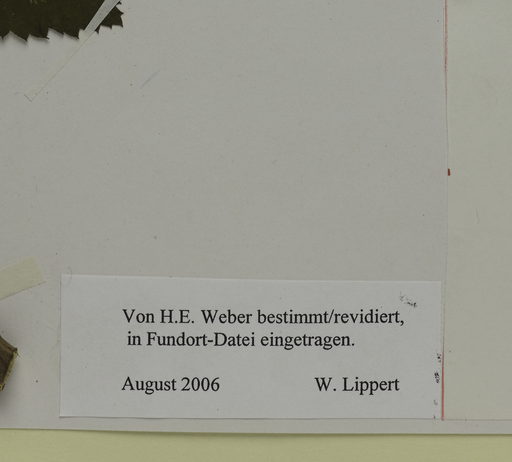 Von H.E. Weber bestimmt/revidiert,
in Fundort-Datei eingetragen.
August 2006 W. Lippert